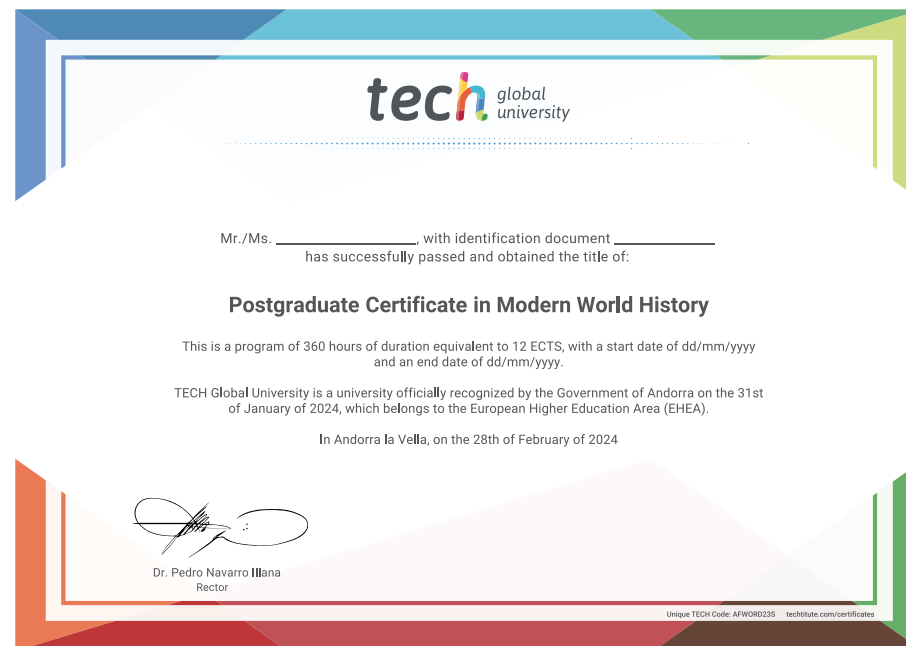 tech global
university
Mr./Ms. ______________, with identification document __________
has successfully passed and obtained the title of:
Postgraduate Certificate in Modern World History
This is a program of 360 hours of duration equivalent to 12 ECTS, with a start date of dd/mm/yyyy
and an end date of dd/mm/yyyy.
TECH Global University is a university officially recognized by the Government of Andorra on the 31st
of January of 2024, which belongs to the European Higher Education Area (EHEA).
In Andorra la Vella, on the 28th of February of 2024
Dr. Pedro Navarro Illana
Rector
Unique TECH Code: AFWORD23S techtitute.com/certificates